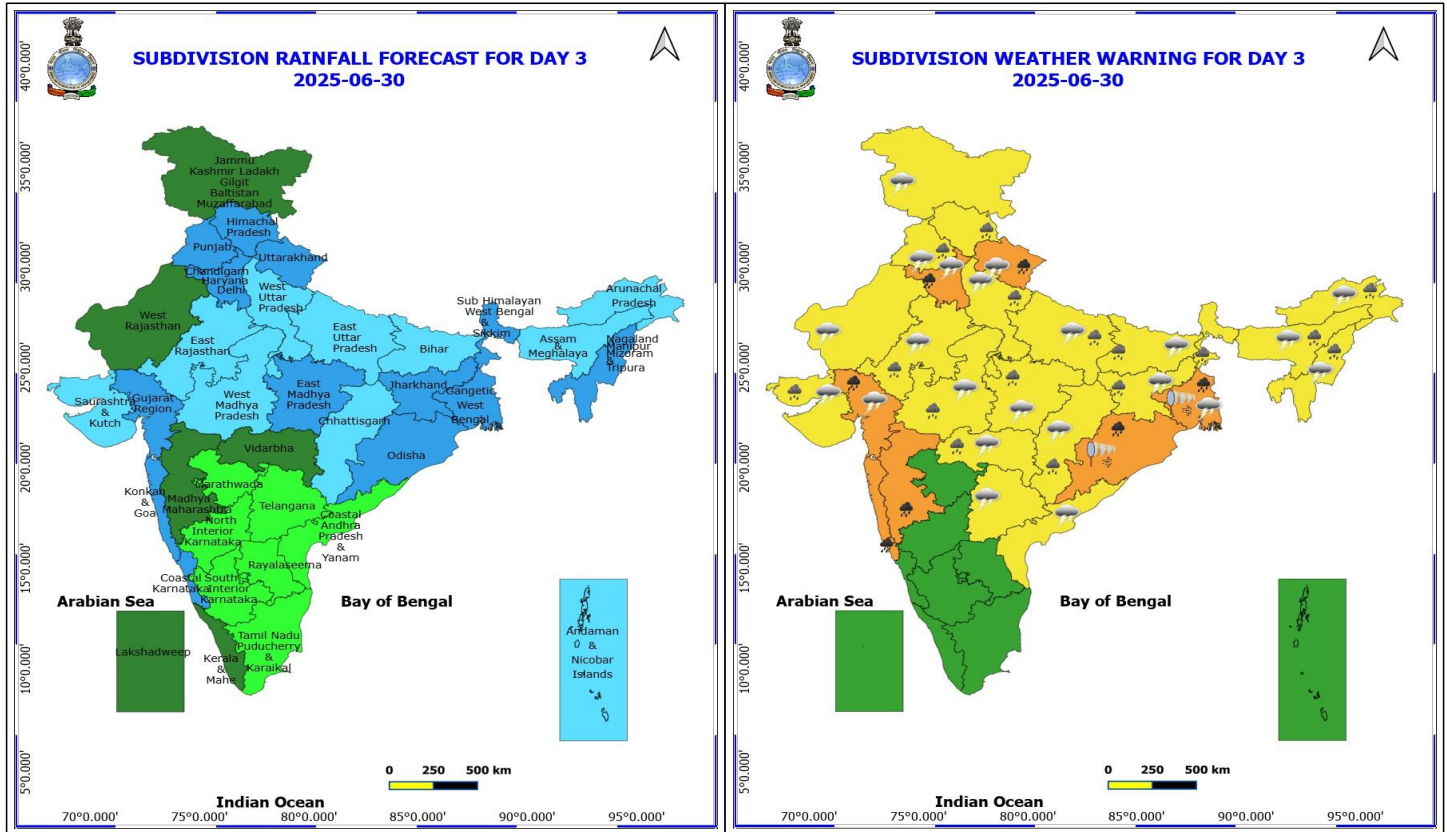 SUBDIVISION RAINFALL FORECAST FOR DAY 3
2025-06-30
40°0.000'
35°0.000'
30°0.000'
25°0.000'
20°0.000'
15°0.000'
10°0.000'
5°0.000'
Jammu
Kashmir Ladakh
Gilgit
Baltistan
Muzaffarabad
Himachal
Pradesh
Punjab
Uttarakhand
Chandigarh
Haryana
Delhi
West
Uttar
Pradesh
West
Rajasthan
East
Rajasthan
East
Uttar
Pradesh
Bihar
Sub Himalayan
West Bengal
&
Sikkim
Arunachal
Pradesh
Assam
&
Meghalaya
Nagaland
Manipur
Mizoram
&
Tripura
Saurashtra
&
Kutch
Gujarat
Region
West
Madhya
Pradesh
East
Madhya
Pradesh
Jharkhand
Gangetic
West
Bengal
Chhattisgarh
Odisha
Vidarbha
Konkan
&
Goa
Madhya
Maharashtra
Marathwada
Telangana
North
Interior
Karnataka
Coastal
Andhra
Pradesh
&
Yanam
Rayalaseema
Coastal
Karnataka
South
Interior
Karnataka
Tamil Nadu
Puducherry
&
Karaikal
Kerala
&
Mahe
Lakshadweep
Andaman
&
Nicobar
Islands
Arabian Sea
Bay of Bengal
0 250 500 km
Indian Ocean
70°0.000' 75°0.000' 80°0.000' 85°0.000' 90°0.000' 95°0.000'
SUBDIVISION WEATHER WARNING FOR DAY 3
2025-06-30
40°0.000'
35°0.000'
30°0.000'
25°0.000'
20°0.000'
15°0.000'
10°0.000'
5°0.000'
Arabian Sea
Bay of Bengal
0 250 500 km
Indian Ocean
70°0.000' 75°0.000' 80°0.000' 85°0.000' 90°0.000' 95°0.000'